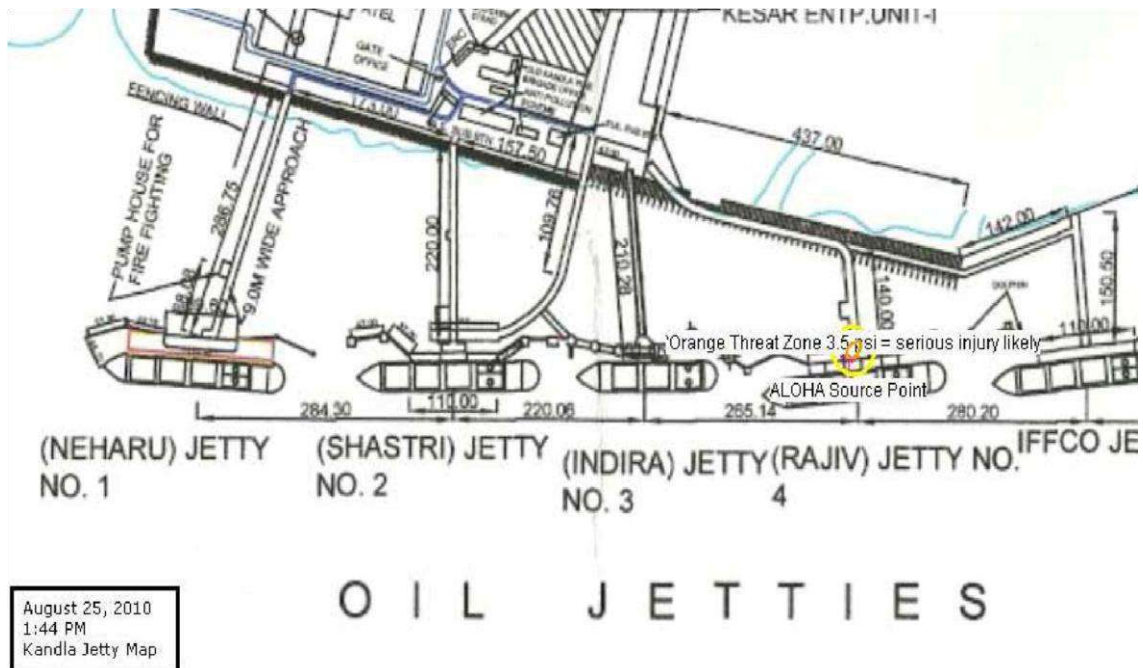 KESAR ENTP.UNIT-I
GATE
OFFICE
FENCING WALL
157.50
437.00
PUMP HOUSE FOR
FIRE FIGHTING
286.75
9.0M WIDE APPROACH
220.00
109.76
210.28
140.00
142.00
150.50
DOLPHIN
110.00
'Orange Threat Zone 3.5 psi = serious injury likely
ALOHA Source Point
284.30
110.00
220.06
265.14
280.20
(NEHARU) JETTY
NO. 1
(SHASTRI) JETTY
NO. 2
(INDIRA) JETTY
NO. 3
(RAJIV) JETTY NO.
4
IFFCO JE
OIL JETTIES
August 25, 2010
1:44 PM
Kandla Jetty Map